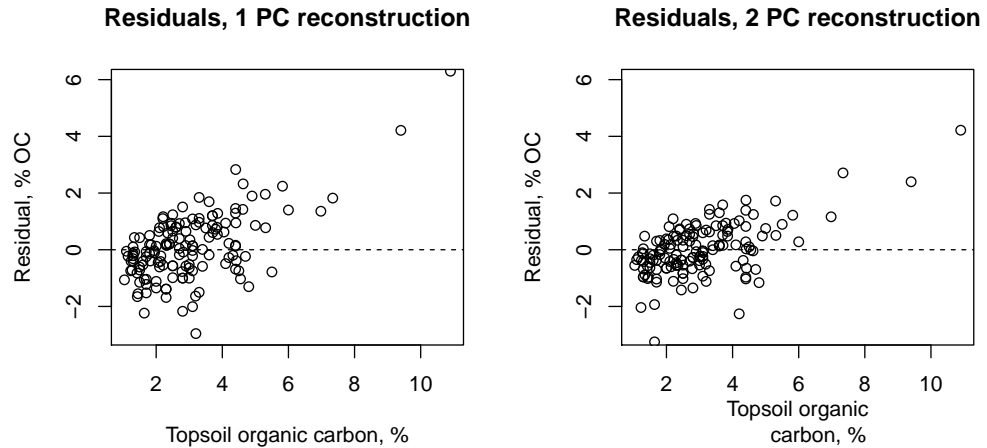 Residuals, 1 PC reconstruction
Residual, % OC
6
4
2
0
−2
2 4 6 8 10
Topsoil organic carbon, %
Residuals, 2 PC reconstruction
Residual, % OC
6
4
2
0
−2
2 4 6 8 10
Topsoil organic
carbon, %